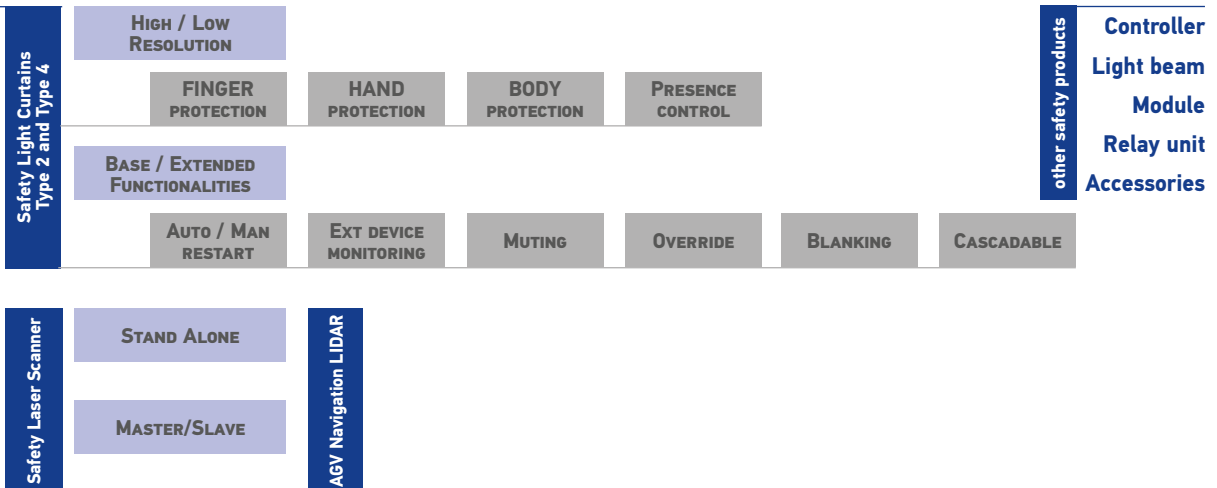 Safety Light Curtains
Type 2 and Type 4
High / Low
Resolution
FINGER
protection
HAND
protection
BODY
protection
Presence
control
Base / Extended
Functionalities
Auto / Man
restart
Ext device
monitoring
Muting
Override
Blanking
Cascadable
other safety products
Controller
Light beam
Module
Relay unit
Accessories
Safety Laser Scanner
Stand Alone
Master/Slave
AGV Navigation LIDAR